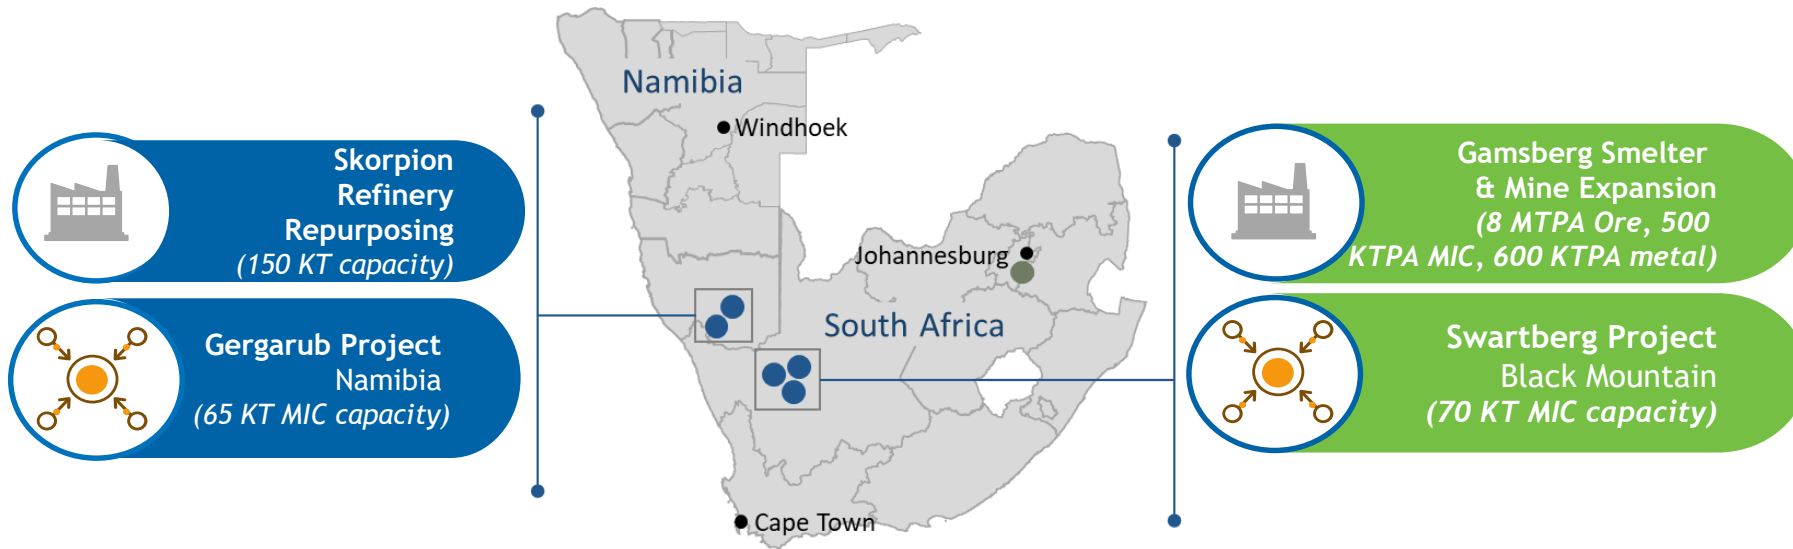 Skorpion
Refinery
Repurposing
(150 KT capacity)
Gergarub Project
Namibia
(65 KT MIC capacity)
Namibia
Windhoek
Johannesburg
South Africa
Cape Town
Gamsberg Smelter
& Mine Expansion
(8 MTPA Ore, 500
KTPA MIC, 600 KTPA metal)
Swartberg Project
Black Mountain
(70 KT MIC capacity)